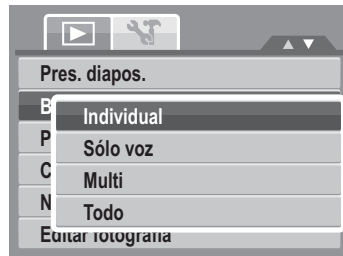 Pres. diapos.
B
Individual
P
Sólo voz
C
Multi
N
Todo
Editar fotografía